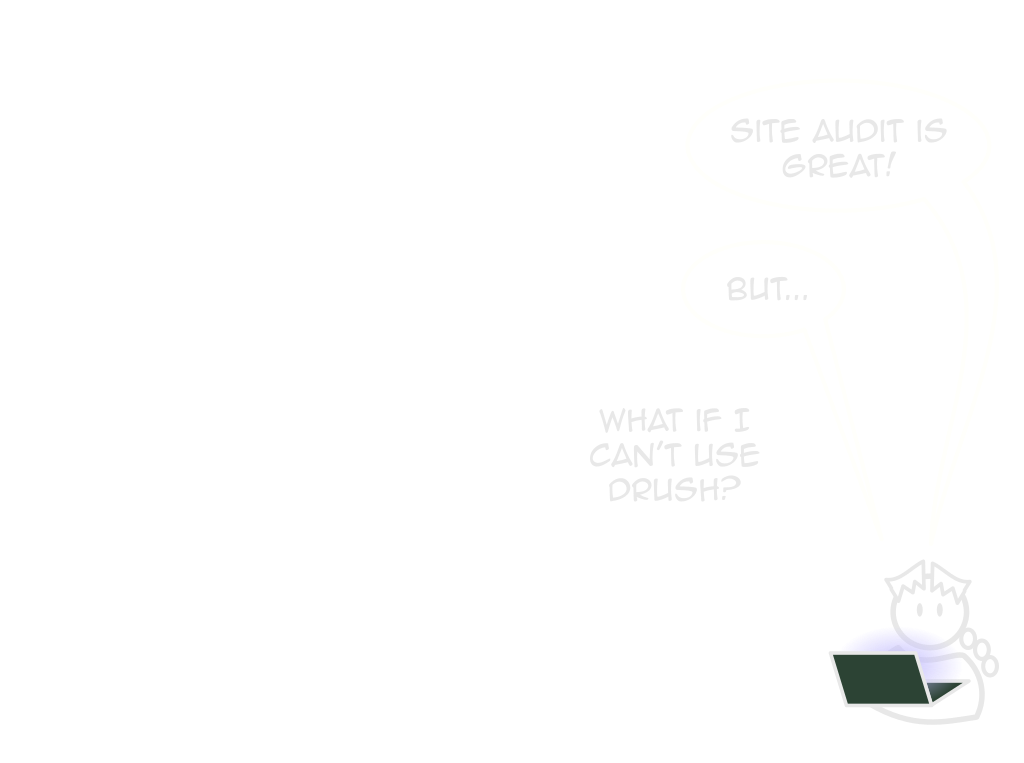 SITE AUDIT IS
GREAT!
BUT...
WHAT IF I
CAN'T USE
DRUSH?